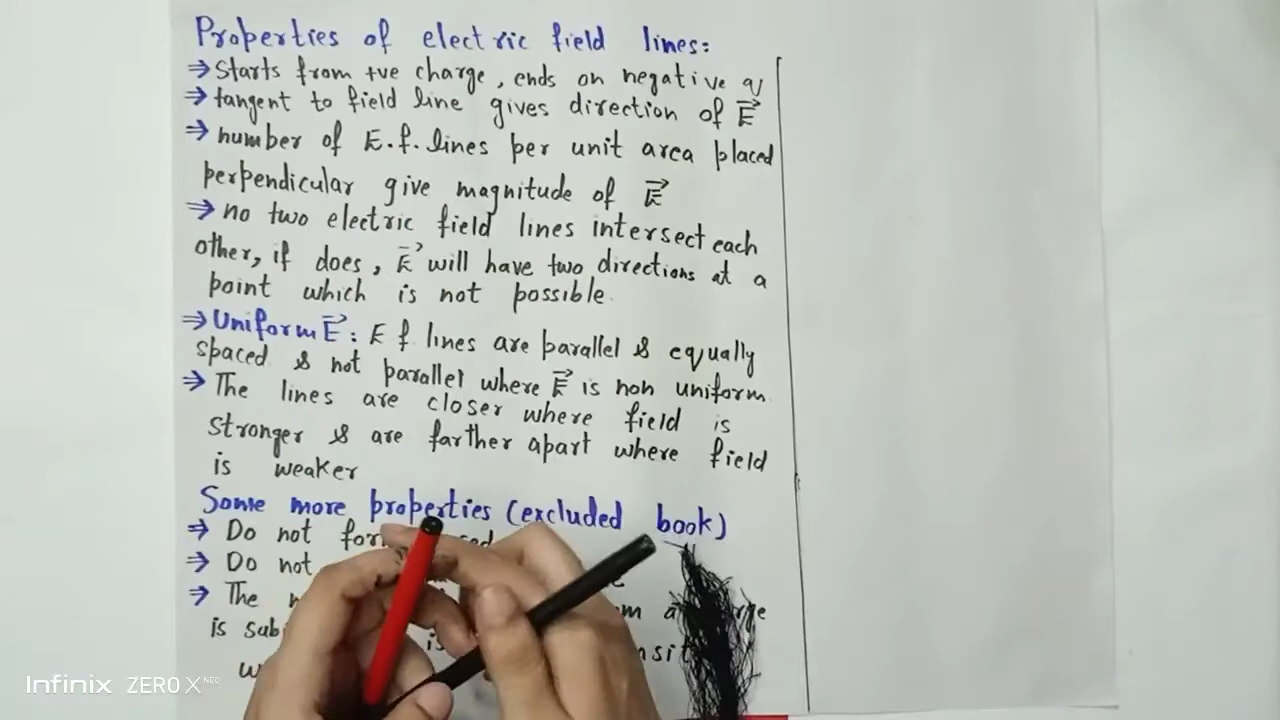 Properties of electric field lines:
⇒ Starts from +ve charge, ends on negative q
⇒ tangent to field line gives direction of E⃗
⇒ number of E.f. lines per unit area placed
perpendicular give magnitude of E⃗
⇒ no two electric field lines intersect each
other, if does, E⃗ will have two directions at a
point which is not possible.
⇒ Uniform E⃗: E f lines are parallel & equally
spaced & not parallel where E⃗ is non uniform.
⇒ The lines are closer where field is
stronger & are farther apart where field
is weaker
Some more properties (excluded book)
⇒ Do not
⇒ Do not
⇒ The
is
Infinix ZERO X NEO